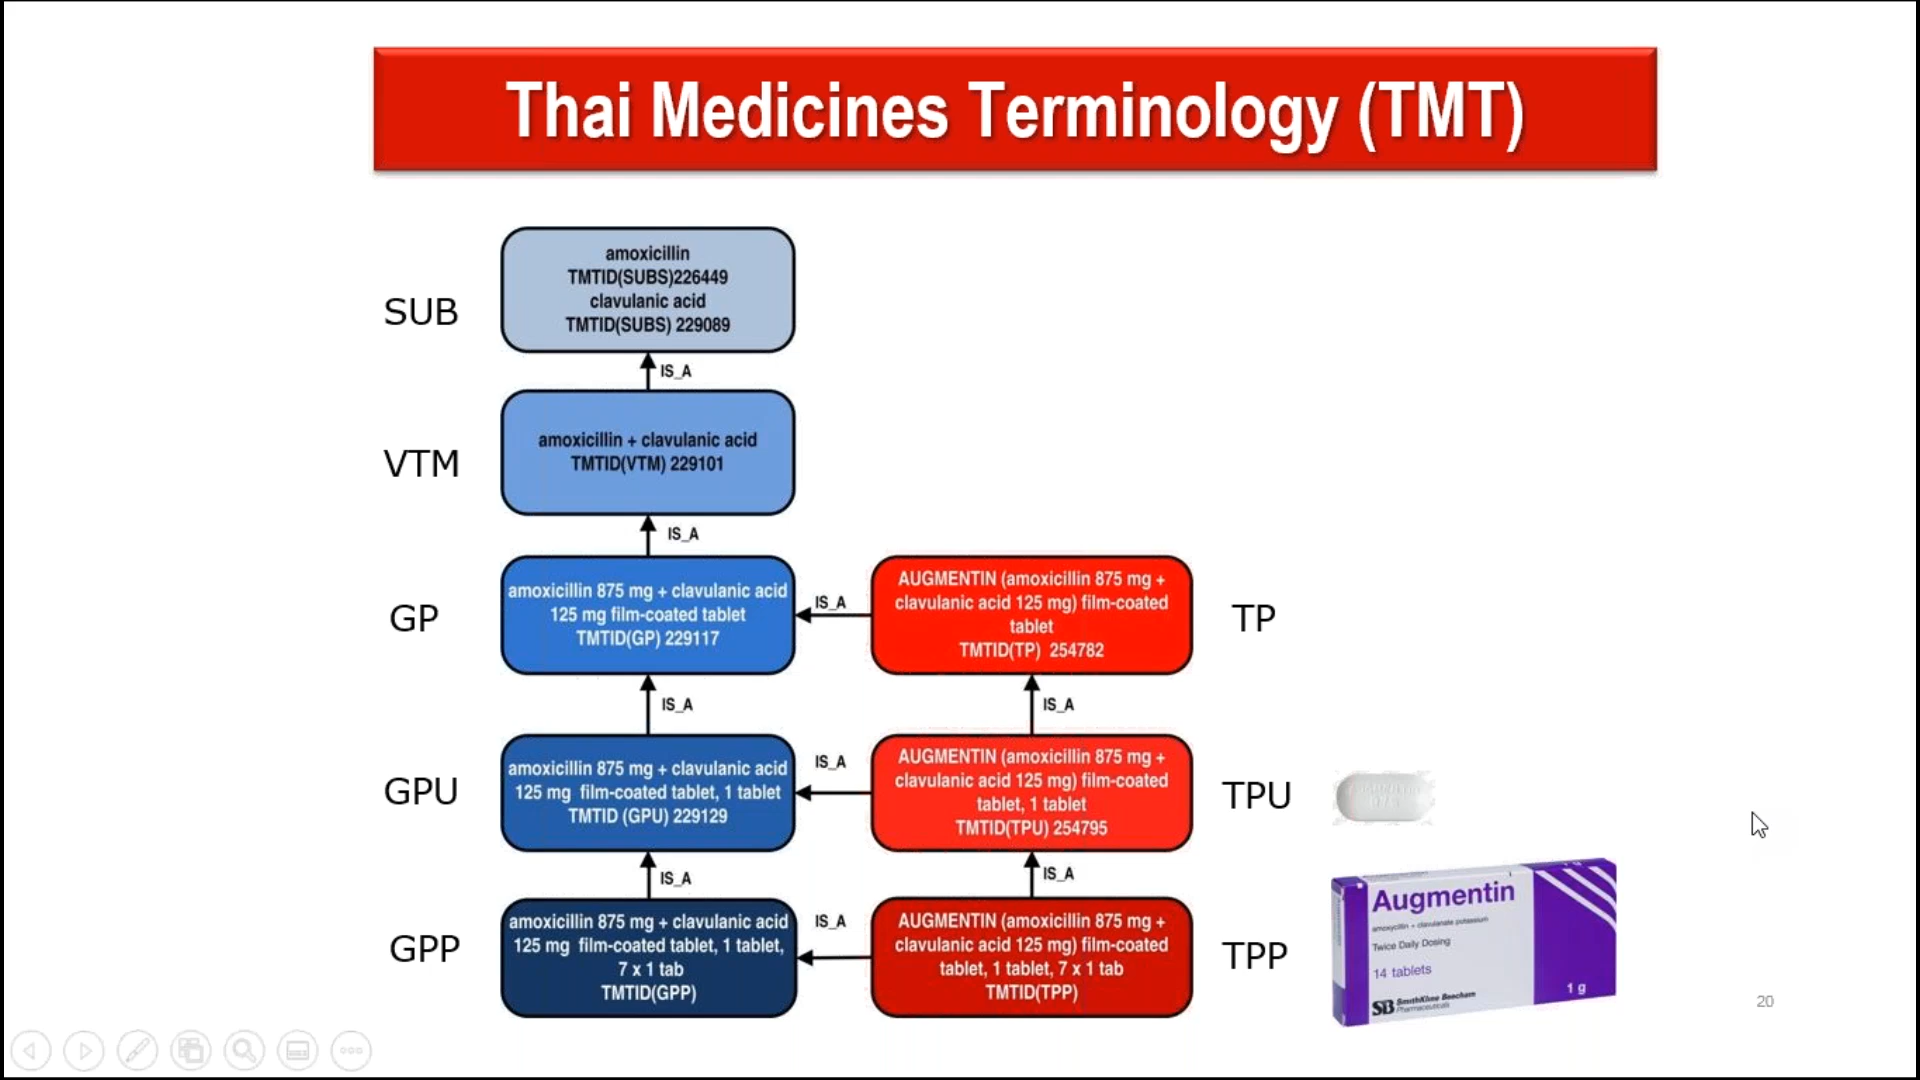 Thai Medicines Terminology (TMT)
SUB
amoxicillin
TMTID(SUBS)226449
clavulanic acid
TMTID(SUBS) 229089
IS_A
VTM
amoxicillin + clavulanic acid
TMTID(VTM) 229101
IS_A
GP
amoxicillin 875 mg + clavulanic acid
125 mg film-coated tablet
TMTID(GP) 229117
IS_A
AUGMENTIN (amoxicillin 875 mg +
clavulanic acid 125 mg) film-coated
tablet
TMTID(TP) 254782
TP
IS_A
IS_A
GPU
amoxicillin 875 mg + clavulanic acid
125 mg film-coated tablet, 1 tablet
TMTID (GPU) 229129
IS_A
AUGMENTIN (amoxicillin 875 mg +
clavulanic acid 125 mg) film-coated
tablet, 1 tablet
TMTID(TPU) 254795
TPU
IS_A
IS_A
GPP
amoxicillin 875 mg + clavulanic acid
125 mg film-coated tablet, 1 tablet,
7 x 1 tab
TMTID(GPP)
IS_A
AUGMENTIN (amoxicillin 875 mg +
clavulanic acid 125 mg) film-coated
tablet, 1 tablet, 7 x 1 tab
TMTID(TPP)
TPP
Augmentin
amoxycillin + clavulanate potassium
Twice Daily Dosing
14 tablets
SB SmithKline Beecham
Pharmaceuticals
1 g
20